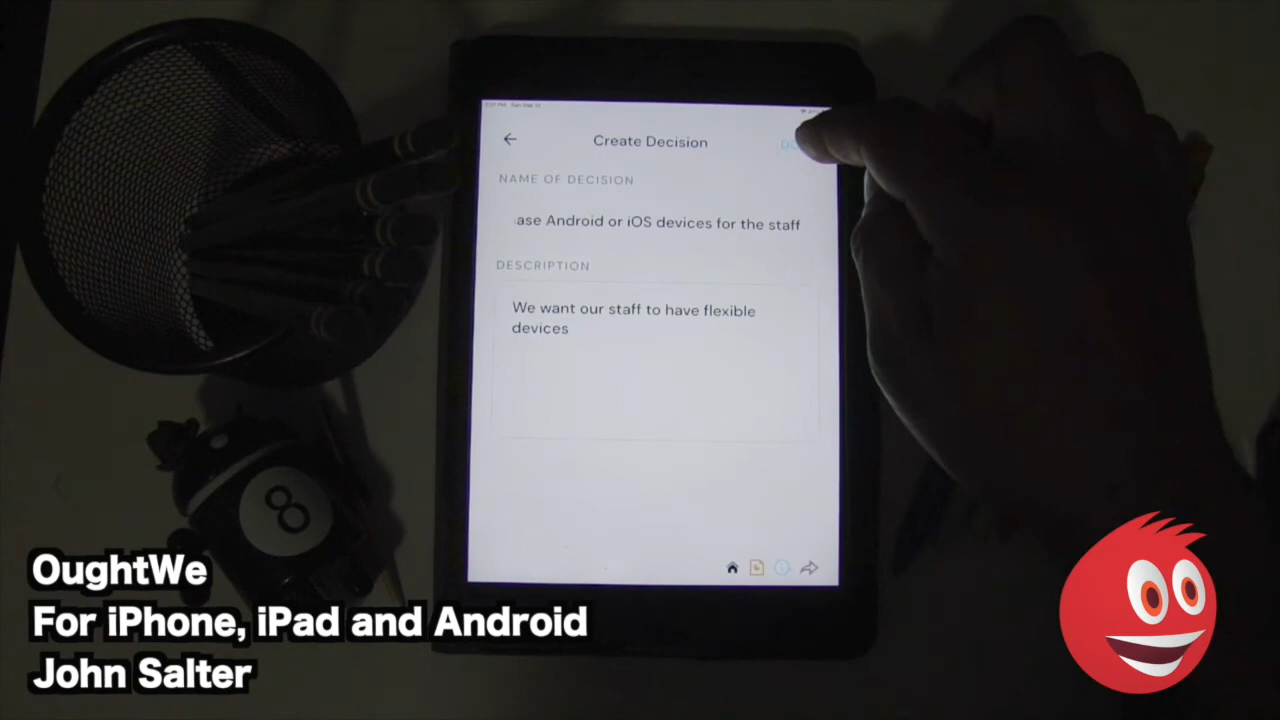 Create Decision
NAME OF DECISION
ase Android or iOS devices for the staff
DESCRIPTION
We want our staff to have flexible
devices
8
OughtWe
For iPhone, iPad and Android
John Salter